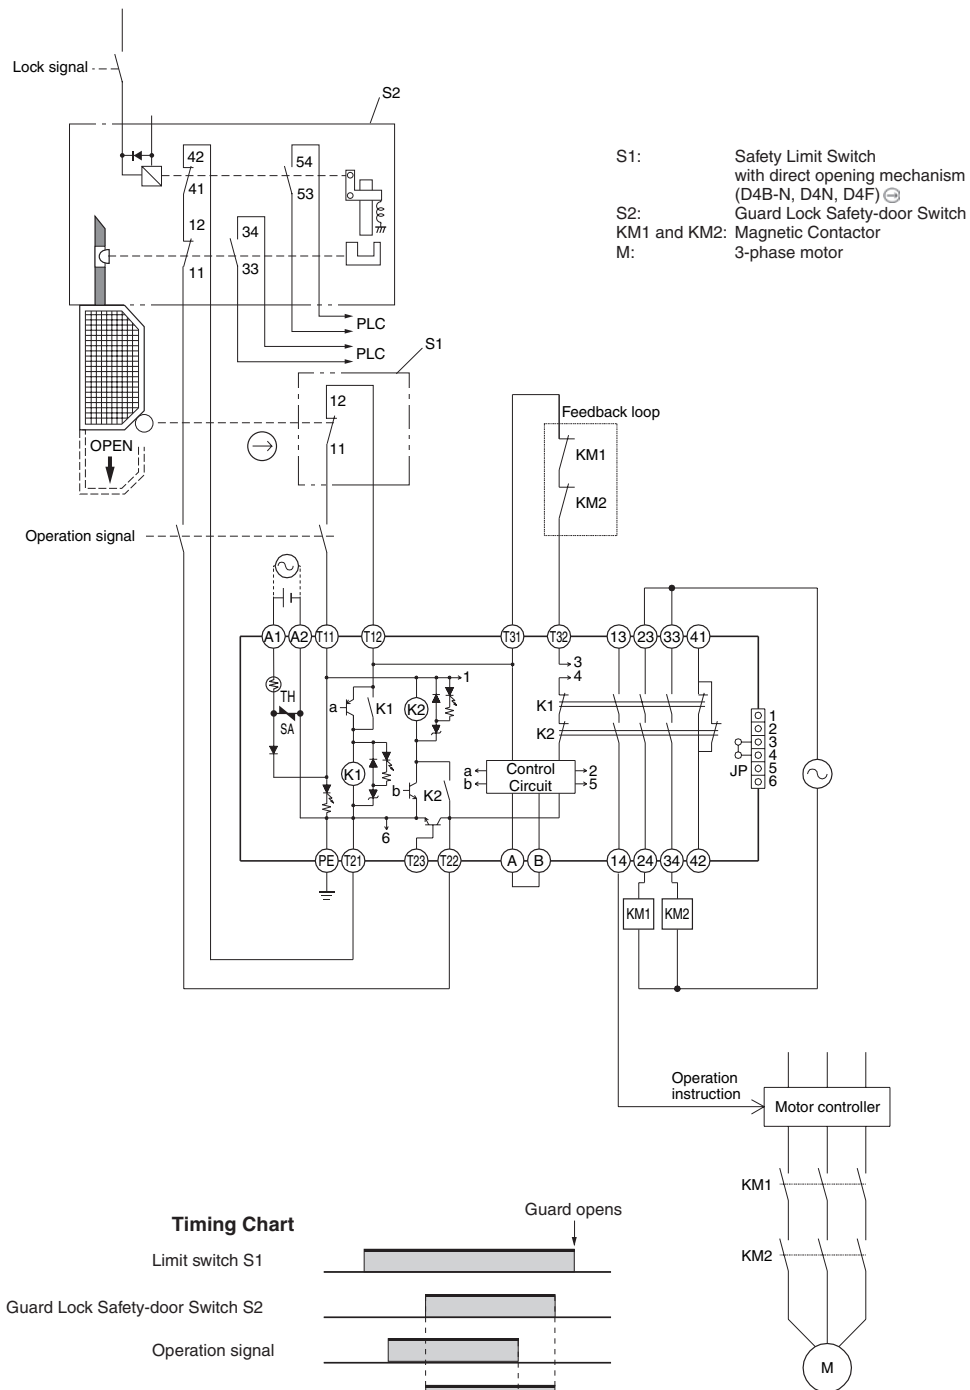 Lock signal
S2
42
41
54
53
12
11
34
33
PLC
PLC
S1: Safety Limit Switch
with direct opening mechanism
(D4B-N, D4N, D4F)
S2: Guard Lock Safety-door Switch
KM1 and KM2: Magnetic Contactor
M: 3-phase motor
S1
12
11
OPEN
Feedback loop
KM1
KM2
Operation signal
A1 A2 T11 T12 T31 T32 13 23 33 41
TH
SA
a
K1
K2
1
3
4
K1
K2
K1
b
K2
a
b
Control
Circuit
2
5
6
JP
1
2
3
4
5
6
PE T21 T23 T22 A B 14 24 34 42
KM1 KM2
Operation
instruction
Motor controller
KM1
KM2
M
Timing Chart
Guard opens
Limit switch S1
Guard Lock Safety-door Switch S2
Operation signal